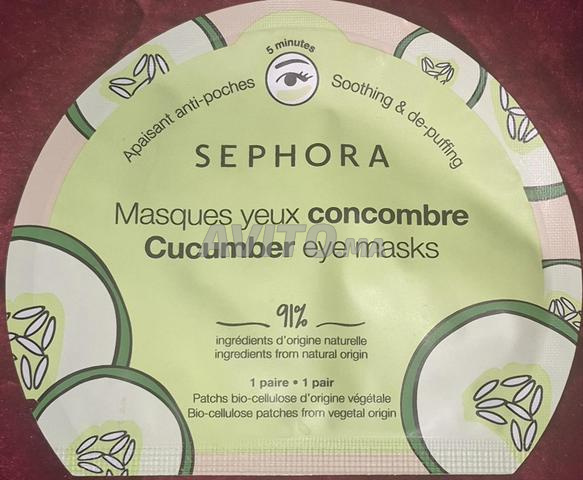 5 minutes
Apaisant anti-poches
Soothing & de-puffing
SEPHORA
Masques yeux concombre
Cucumber eye masks
AVITO.ma
91%
ingrédients d'origine naturelle
ingredients from natural origin
1 paire • 1 pair
Patchs bio-cellulose d'origine végétale
Bio-cellulose patches from vegetal origin